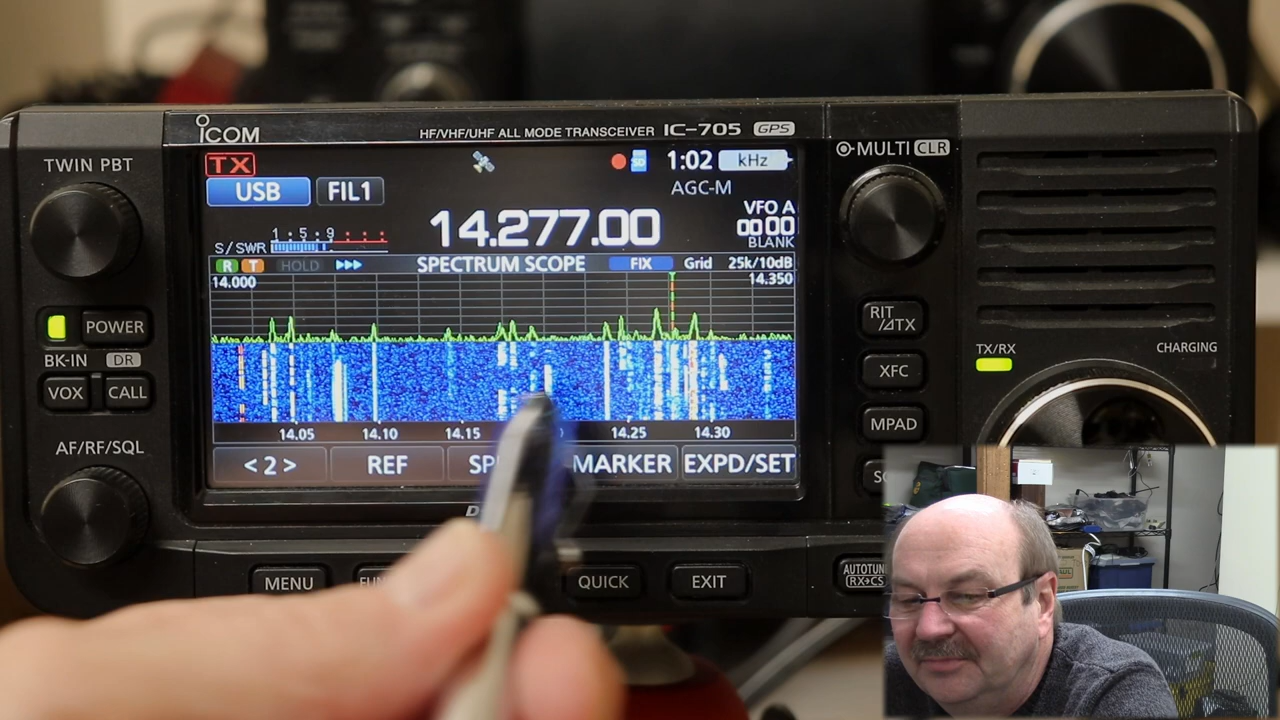 ICOM
HF/VHF/UHF ALL MODE TRANSCEIVER IC-705 GPS
TWIN PBT
MULTI CLR
TX
SD
1:02
kHz
USB
FIL1
AGC-M
14.277.00
VFO A
00 00
BLANK
1 · 5 · 9
S/SWR
R
T
HOLD
SPECTRUM SCOPE
FIX
Grid
25k/10dB
14.000
14.350
14.05
14.10
14.15
14.25
14.30
< 2 >
REF
MARKER
EXPD/SET
POWER
BK-IN
DR
VOX
CALL
AF/RF/SQL
RIT
/⊿TX
XFC
MPAD
TX/RX
CHARGING
MENU
QUICK
EXIT
AUTOTUNE
RX→CS